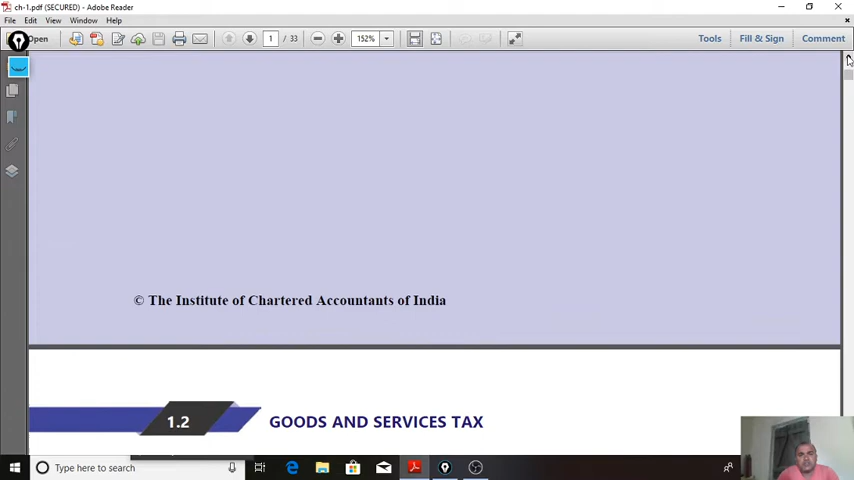 ch-1.pdf (SECURED) - Adobe Reader
File Edit View Window Help
Open
1 / 33
152%
Tools
Fill & Sign
Comment
© The Institute of Chartered Accountants of India
1.2
GOODS AND SERVICES TAX
Type here to search